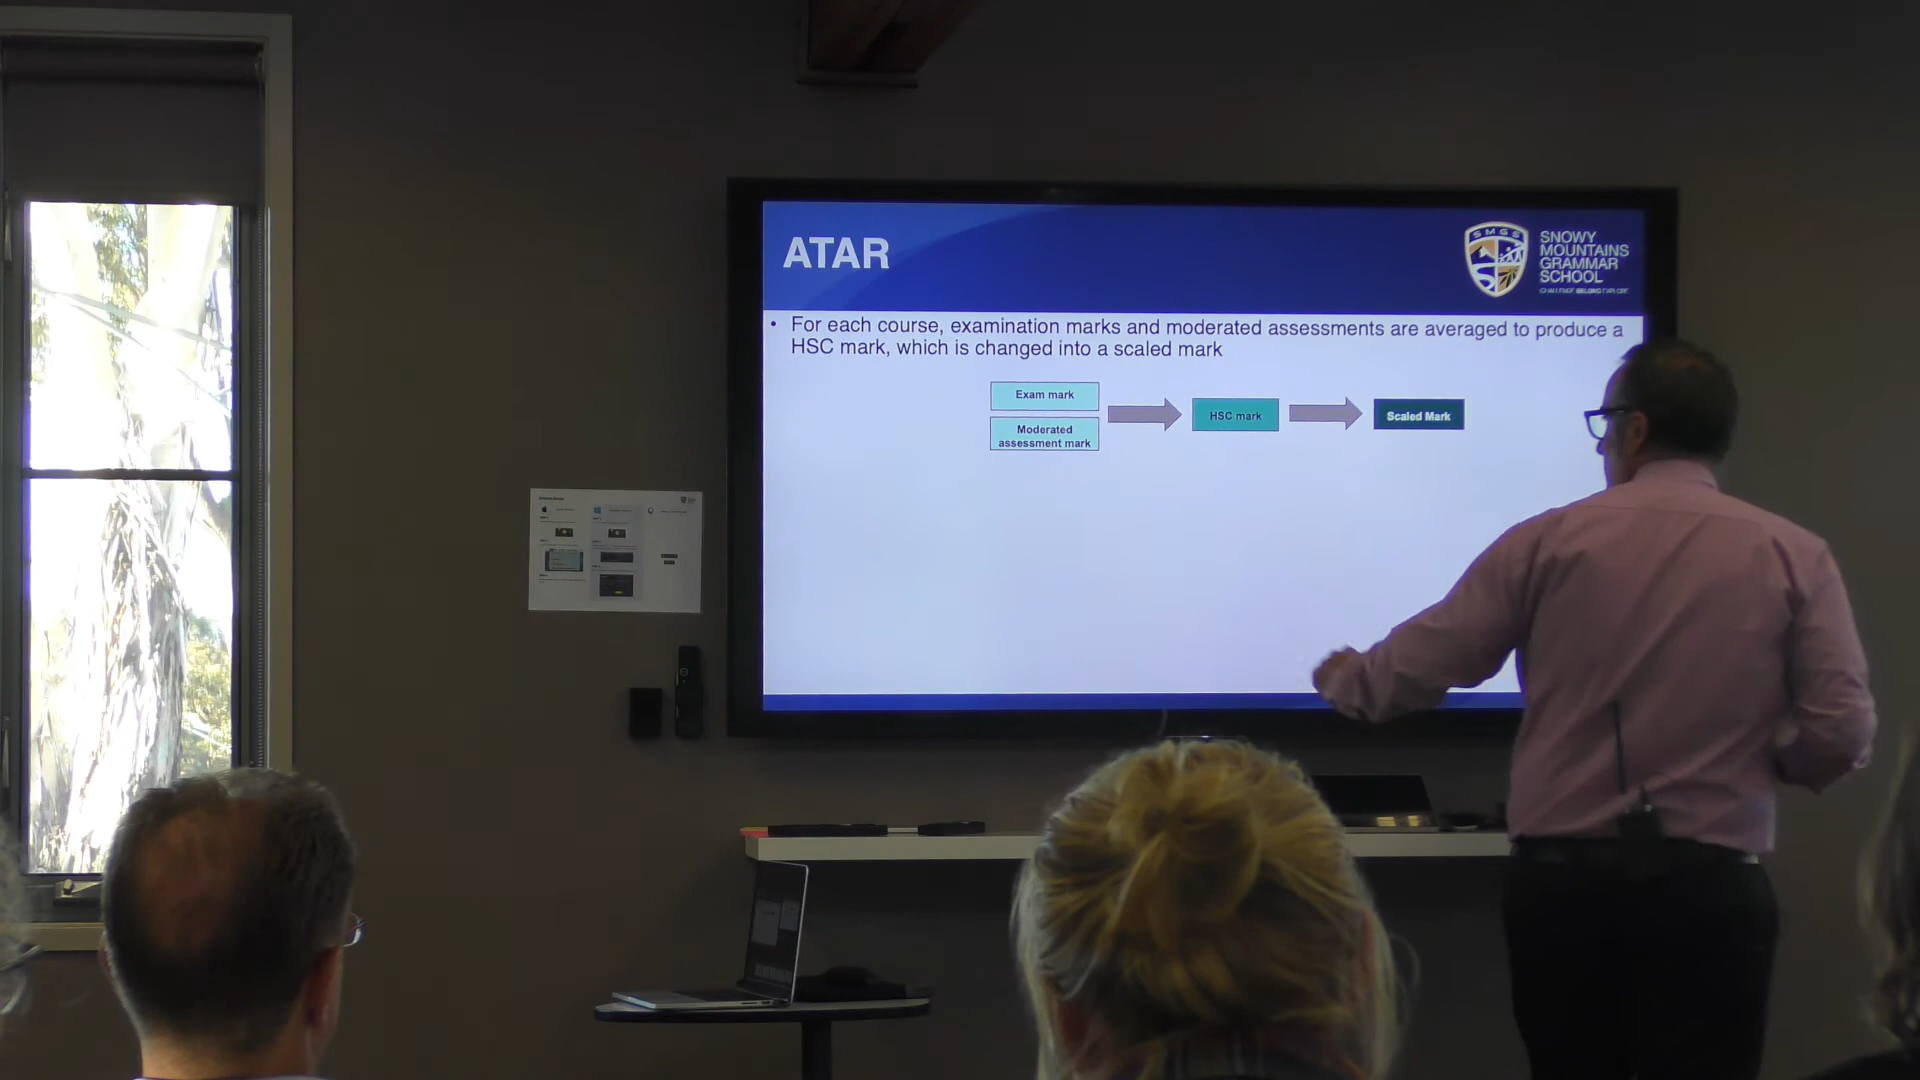 ATAR
SMGS
SNOWY
MOUNTAINS
GRAMMAR
SCHOOL
• For each course, examination marks and moderated assessments are averaged to produce a
HSC mark, which is changed into a scaled mark
Exam mark
Moderated
assessment mark
HSC mark
Scaled Mark